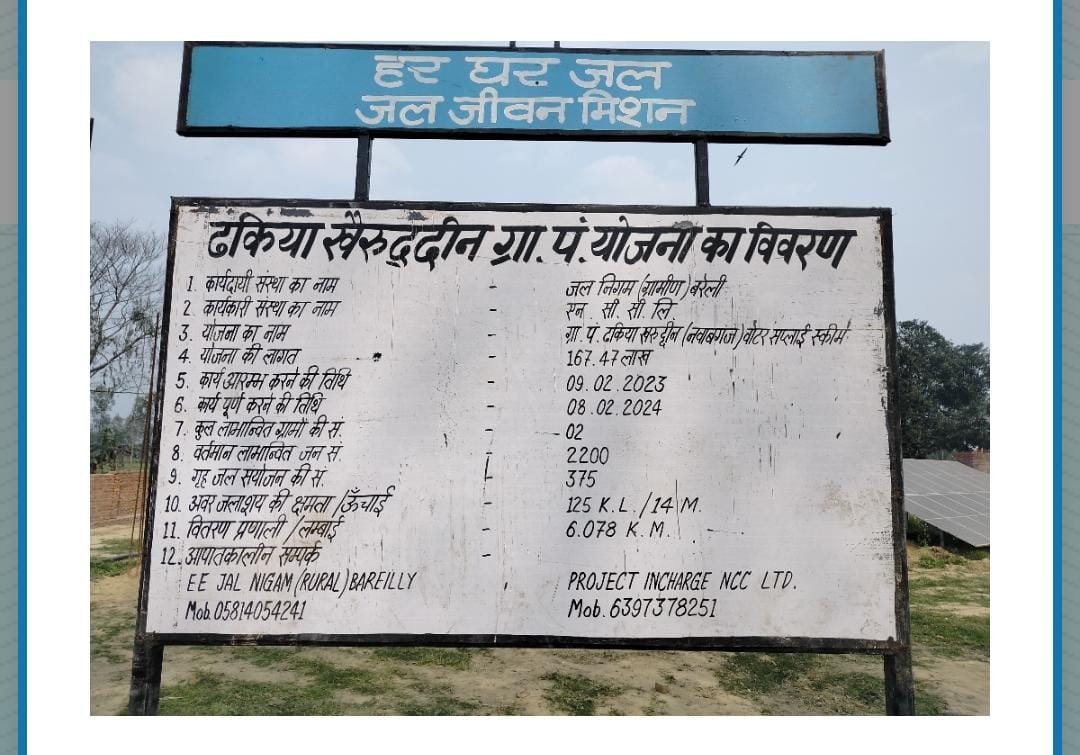 हर घर जल
जल जीवन मिशन
ढकिया खैरुद्दीन ग्रा. पं. योजना का विवरण
1. कार्यदायी संस्था का नाम - जल निगम (ग्रामीण) बरेली
2. कार्यकारी संस्था का नाम - एन. सी. सी. लि.
3. योजना का नाम - ग्रा. पं. ढकिया खरुद्दीन (नवाबगंज) वोटर सप्लाई स्कीम
4. योजना की लागत - 167.47 लाख
5. कार्य आरम्भ करने की तिथि - 09.02.2023
6. कार्य पूर्ण करने की तिथि - 08.02.2024
7. कुल लाभान्वित ग्रामों की सं. - 02
8. वर्तमान लाभान्वित जन सं. - 2200
9. गृह जल संयोजन की सं. - 375
10. अवर जलाशय की क्षमता / ऊँचाई - 125 K.L. / 14 M.
11. वितरण प्रणाली / लम्बाई - 6.078 K.M.
12. आपातकालीन सम्पर्क -
EE JAL NIGAM (RURAL) BAREILLY PROJECT INCHARGE NCC LTD.
Mob. 05814054241 Mob. 6397378251